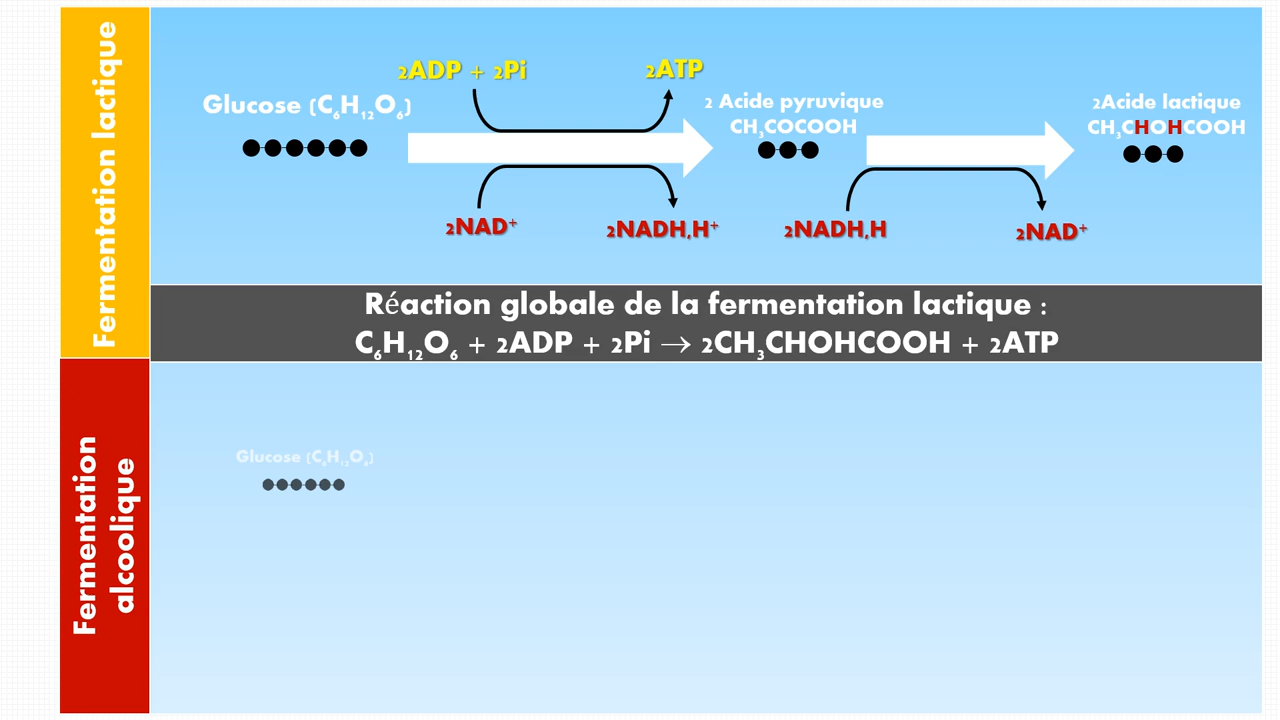 Fermentation lactique
2ADP + 2Pi
2ATP
Glucose (C₆H₁₂O₆)
2 Acide pyruvique
CH₃COCOOH
2Acide lactique
CH₃CHOHCOOH
2NAD⁺
2NADH,H⁺
2NADH,H
2NAD⁺
Réaction globale de la fermentation lactique :
C₆H₁₂O₆ + 2ADP + 2Pi → 2CH₃CHOHCOOH + 2ATP
Fermentation
alcoolique
Glucose (C₆H₁₂O₆)